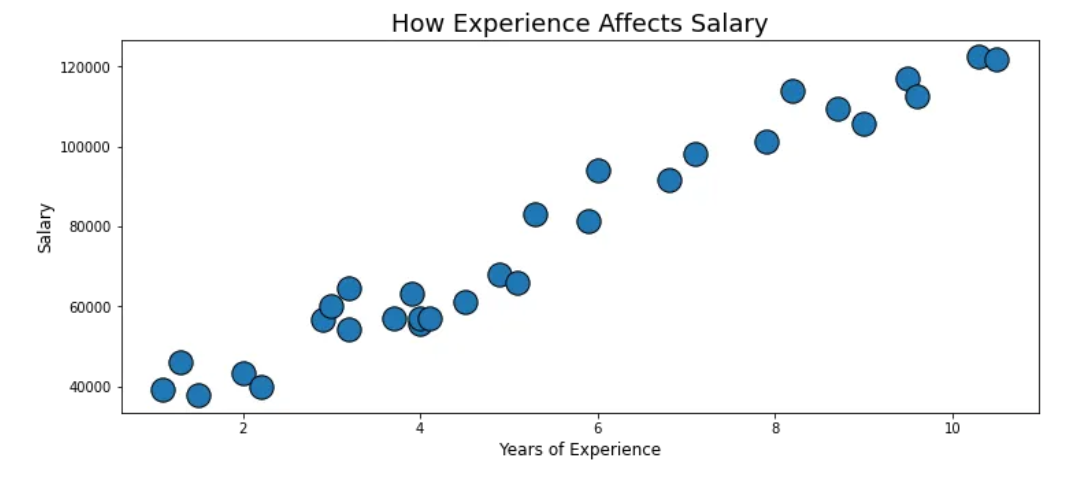 How Experience Affects Salary
120000
100000
80000
60000
40000
Salary
2 4 6 8 10
Years of Experience